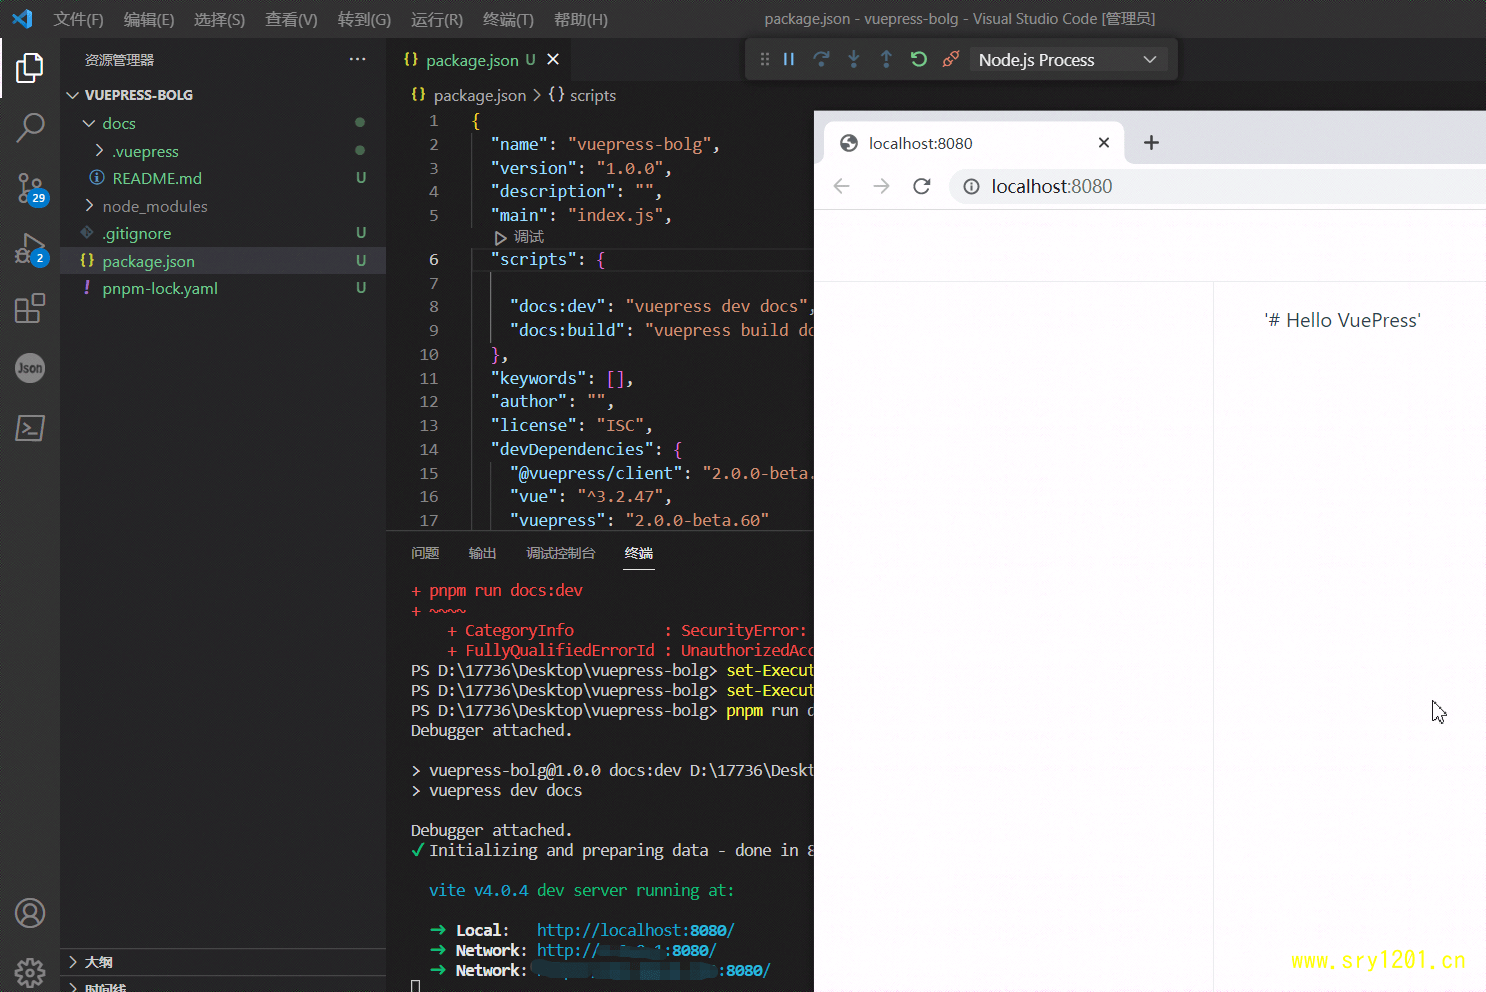 文件(F) 编辑(E) 选择(S) 查看(V) 转到(G) 运行(R) 终端(T) 帮助(H) package.json - vuepress-bolg - Visual Studio Code [管理员]
资源管理器 ···
VUEPRESS-BOLG
docs
.vuepress
README.md U
node_modules
.gitignore U
{} package.json U
! pnpm-lock.yaml U
29
2
Json
大纲
时间线
{} package.json U
Node.js Process
{} package.json > {} scripts
1 {
2 "name": "vuepress-bolg",
3 "version": "1.0.0",
4 "description": "",
5 "main": "index.js",
调试
6 "scripts": {
7
8 "docs:dev": "vuepress dev docs",
9 "docs:build": "vuepress build do
10 },
11 "keywords": [],
12 "author": "",
13 "license": "ISC",
14 "devDependencies": {
15 "@vuepress/client": "2.0.0-beta.
16 "vue": "^3.2.47",
17 "vuepress": "2.0.0-beta.60"
问题 输出 调试控制台 终端
+ pnpm run docs:dev
+ ~~~~
+ CategoryInfo : SecurityError:
+ FullyQualifiedErrorId : UnauthorizedAcc
PS D:\17736\Desktop\vuepress-bolg> set-Execut
PS D:\17736\Desktop\vuepress-bolg> set-Execut
PS D:\17736\Desktop\vuepress-bolg> pnpm run d
Debugger attached.
> vuepress-bolg@1.0.0 docs:dev D:\17736\Deskt
> vuepress dev docs
Debugger attached.
✓ Initializing and preparing data - done in 8
vite v4.0.4 dev server running at:
➜ Local: http://localhost:8080/
➜ Network: http://:8080/
➜ Network: :8080/
localhost:8080
localhost:8080
'# Hello VuePress'
www.sry1201.cn